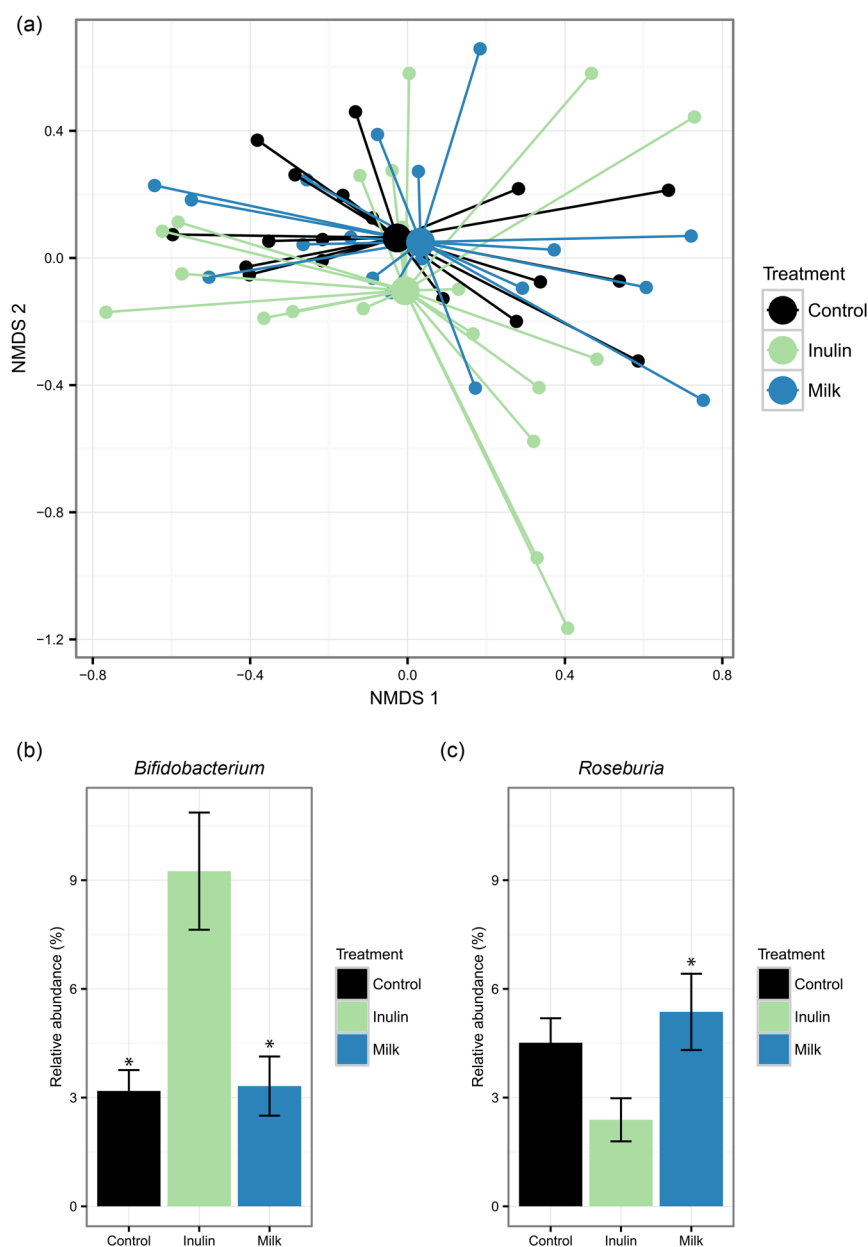 (a)
0.4
0.0
−0.4
−0.8
−1.2
NMDS 2
−0.8
−0.4
0.0
0.4
0.8
NMDS 1
Treatment
Control
Inulin
Milk
(b)
Bifidobacterium
9
6
3
0
Relative abundance (%)
*
*
Control
Inulin
Milk
Treatment
Control
Inulin
Milk
(c)
Roseburia
9
6
3
0
Relative abundance (%)
*
Control
Inulin
Milk
Treatment
Control
Inulin
Milk